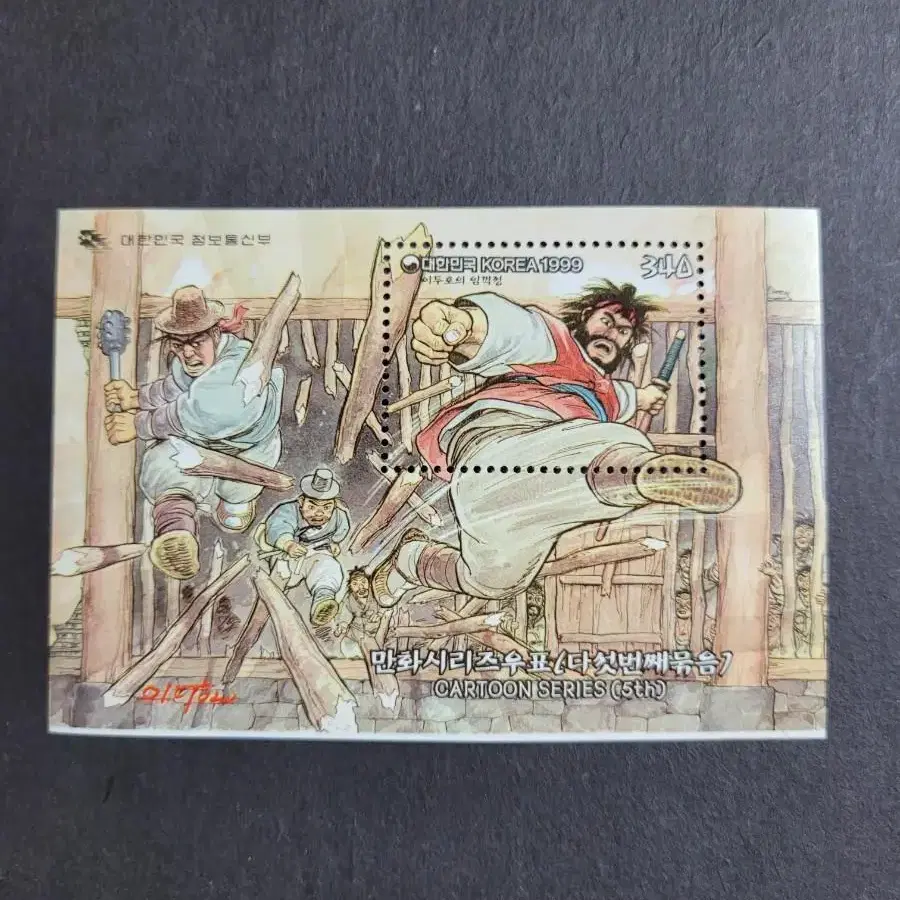 대한민국 정보통신부
대한민국 KOREA 1999 340
이두호의 임꺽정
만화시리즈우표(다섯번째묶음)
CARTOON SERIES (5th)